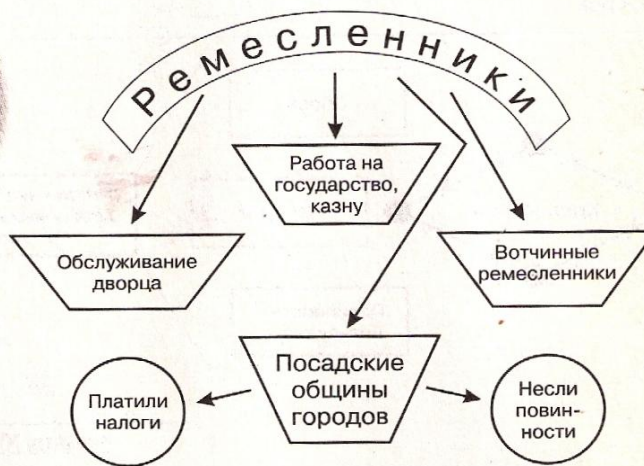 Ремесленники
Работа на
государство,
казну
Обслуживание
дворца
Вотчинные
ремесленники
Посадские
общины
городов
Платили
налоги
Несли
повин-
ности